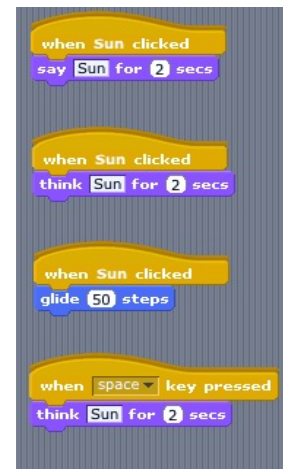 when Sun clicked
say Sun for 2 secs
when Sun clicked
think Sun for 2 secs
when Sun clicked
glide 50 steps
when space key pressed
think Sun for 2 secs